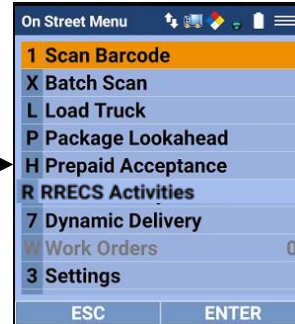 On Street Menu
1 Scan Barcode
X Batch Scan
L Load Truck
P Package Lookahead
H Prepaid Acceptance
R RRECS Activities
7 Dynamic Delivery
W Work Orders 0
3 Settings
ESC ENTER